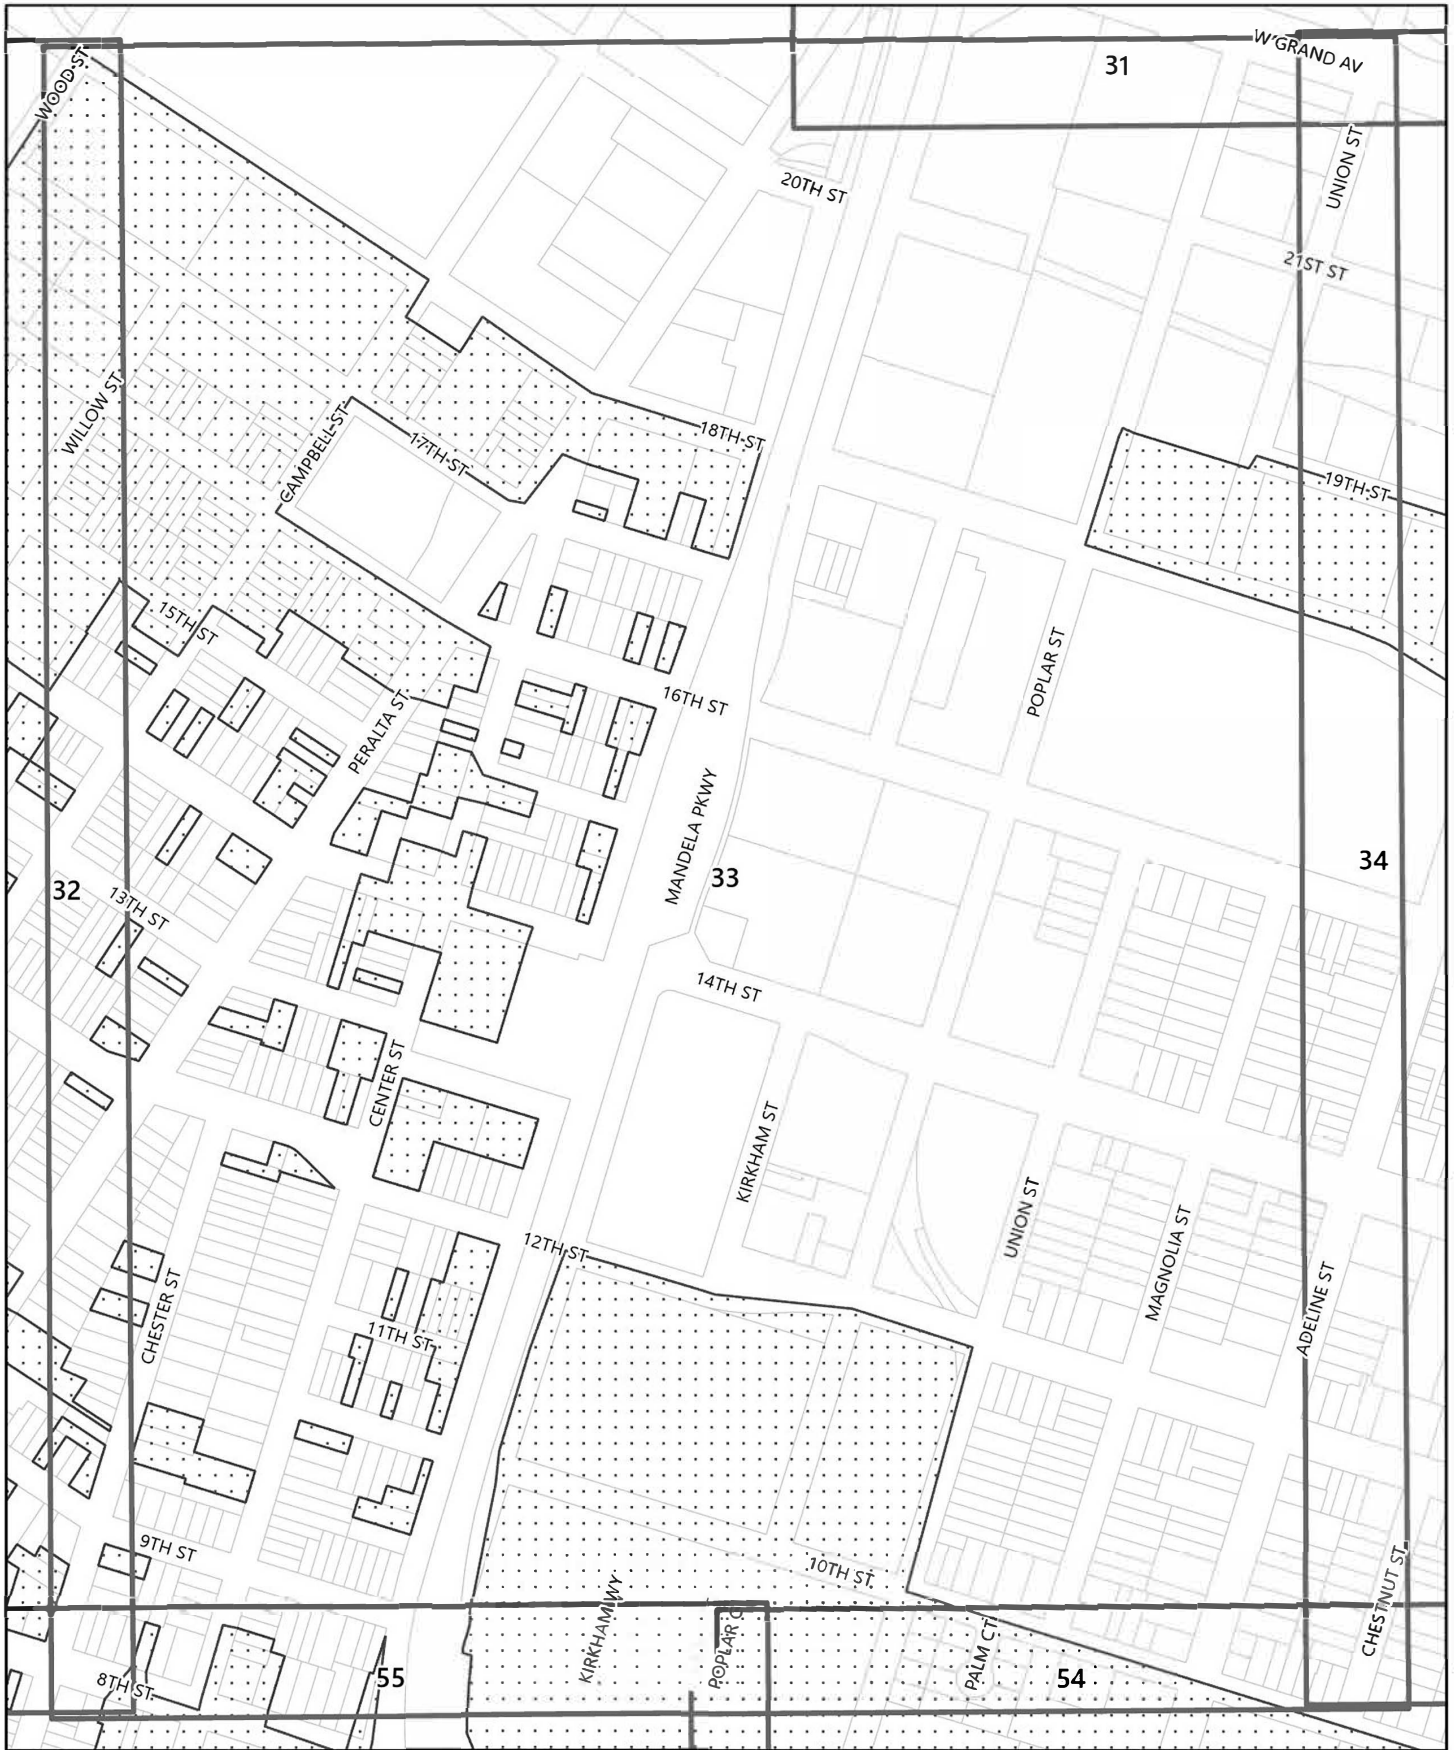 W GRAND AV
31
WOOD ST
UNION ST
20TH ST
21ST ST
WILLOW ST
CAMPBELL ST
17TH ST
18TH ST
19TH ST
15TH ST
POPLAR ST
16TH ST
PERALTA ST
MANDELA PKWY
34
33
32
13TH ST
14TH ST
CENTER ST
KIRKHAM ST
UNION ST
MAGNOLIA ST
12TH ST
ADELINE ST
CHESTER ST
11TH ST
9TH ST
10TH ST
CHESTNUT ST
KIRKHAM WY
POPLAR C
PALM CT
55
54
8TH ST